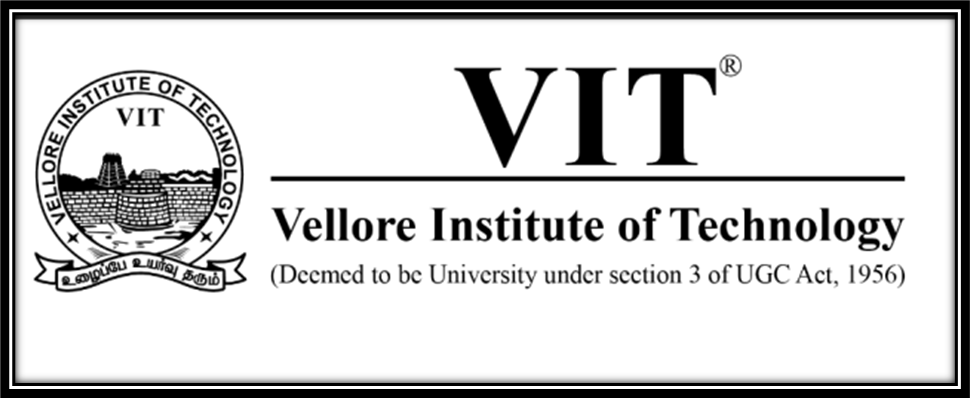 VELLORE INSTITUTE OF TECHNOLOGY
VIT
உழைப்பே உயர்வு தரும்
VIT®
Vellore Institute of Technology
(Deemed to be University under section 3 of UGC Act, 1956)